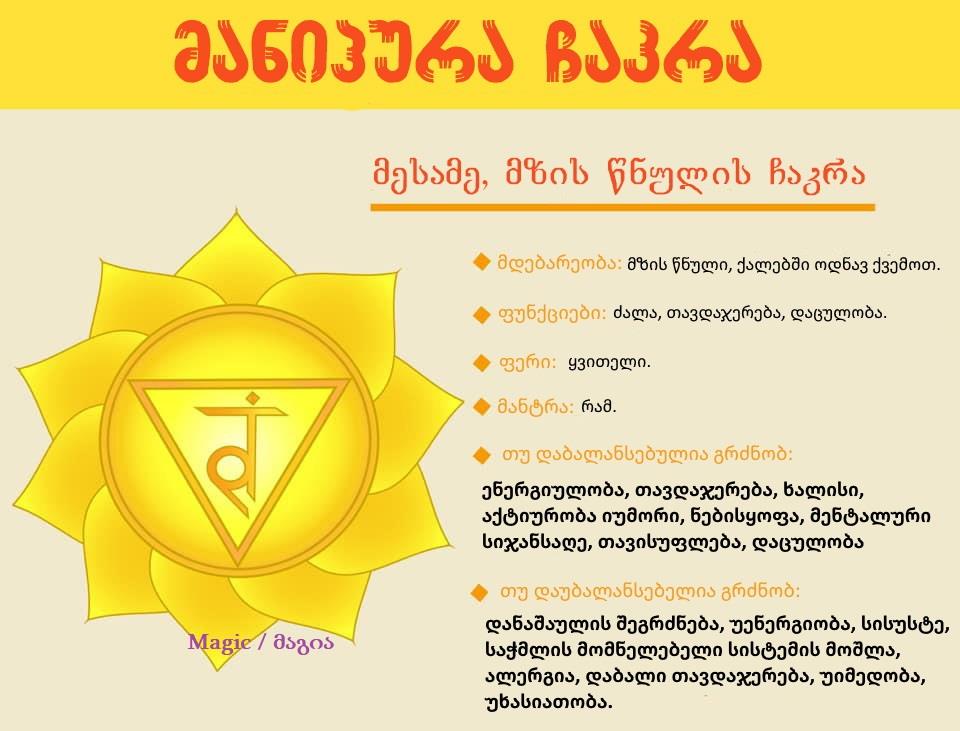 მანიპურა ჩაკრა
მესამე, მზის წნულის ჩაკრა
მდებარეობა: მზის წნული, ქალებში ოდნავ ქვემოთ.
ფუნქციები: ძალა, თავდაჯერება, დაცულობა.
ფერი: ყვითელი.
მანტრა: რამ.
თუ დაბალანსებულია გრძნობ:
ენერგიულობა, თავდაჯერება, ხალისი,
აქტიურობა იუმორი, ნებისყოფა, მენტალური
სიჯანსაღე, თავისუფლება, დაცულობა
თუ დაუბალანსებელია გრძნობ:
დანაშაულის შეგრძნება, უენერგიობა, სისუსტე,
საჭმლის მომნელებელი სისტემის მოშლა,
ალერგია, დაბალი თავდაჯერება, უიმედობა,
უხასიათობა.
रं
Magic / მაგია